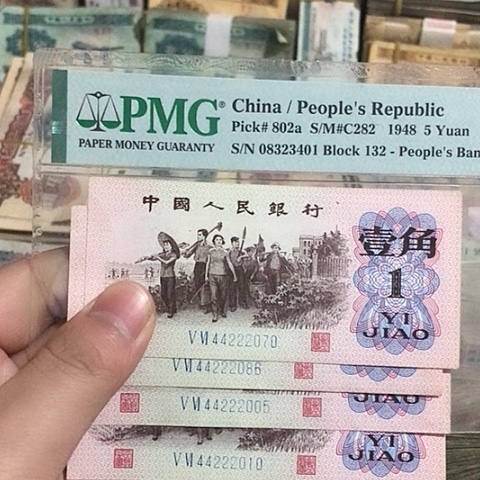 PMG
PAPER MONEY GUARANTY
China / People's Republic
Pick# 802a S/M#C282 1948 5 Yuan
S/N 08323401 Block 132 - People's Ban
中國人民銀行
壹角
1
YI
JIAO
VM44222070
VM44222086
VM44222005
YI
JIAO
VM44222010